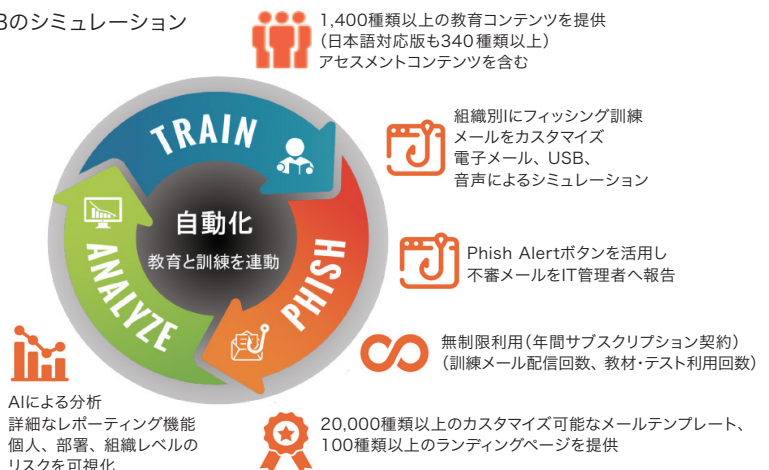 Bのシミュレーション
1,400種類以上の教育コンテンツを提供
（日本語対応版も340種類以上）
アセスメントコンテンツを含む
組織別Iにフィッシング訓練
メールをカスタマイズ
電子メール、USB、
音声によるシミュレーション
TRAIN
PHISH
ANALYZE
自動化
教育と訓練を連動
Phish Alertボタンを活用し
不審メールをIT管理者へ報告
無制限利用（年間サブスクリプション契約）
（訓練メール配信回数、教材・テスト利用回数）
AIによる分析
詳細なレポーティング機能
個人、部署、組織レベルの
リスクを可視化
20,000種類以上のカスタマイズ可能なメールテンプレート、
100種類以上のランディングページを提供